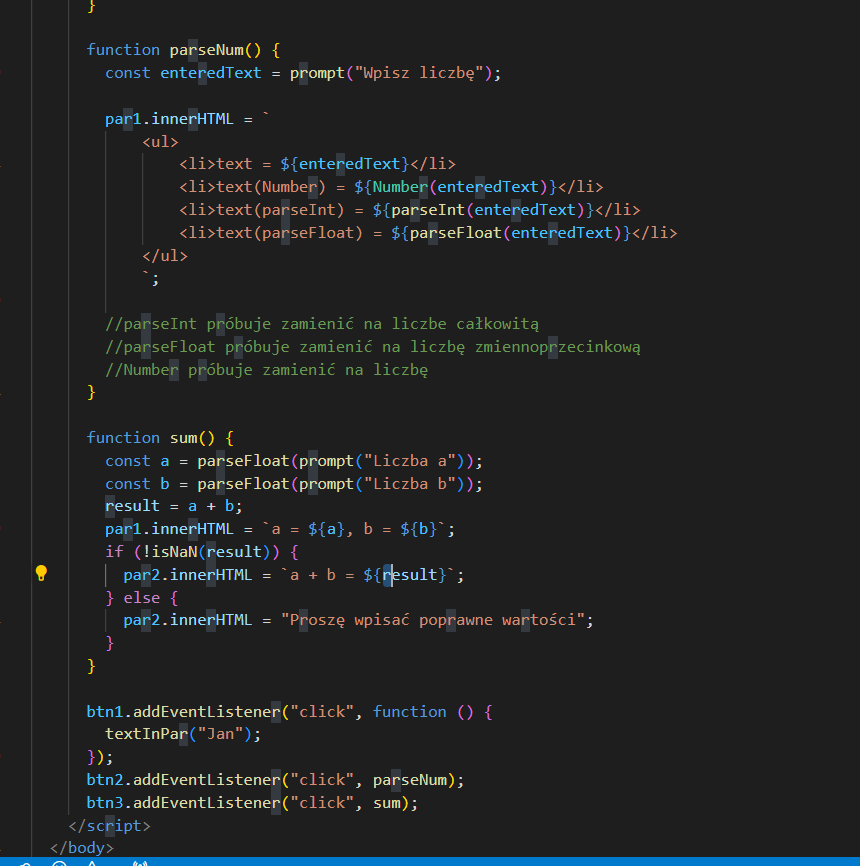 }
function parseNum() {
const enteredText = prompt("Wpisz liczbę");
par1.innerHTML = `
<ul>
<li>text = ${enteredText}</li>
<li>text(Number) = ${Number(enteredText)}</li>
<li>text(parseInt) = ${parseInt(enteredText)}</li>
<li>text(parseFloat) = ${parseFloat(enteredText)}</li>
</ul>
`;
//parseInt próbuje zamienić na liczbe całkowitą
//parseFloat próbuje zamienić na liczbę zmiennoprzecinkową
//Number próbuje zamienić na liczbę
}
function sum() {
const a = parseFloat(prompt("Liczba a"));
const b = parseFloat(prompt("Liczba b"));
result = a + b;
par1.innerHTML = `a = ${a}, b = ${b}`;
if (!isNaN(result)) {
par2.innerHTML = `a + b = ${result}`;
} else {
par2.innerHTML = "Proszę wpisać poprawne wartości";
}
}
btn1.addEventListener("click", function () {
textInPar("Jan");
});
btn2.addEventListener("click", parseNum);
btn3.addEventListener("click", sum);
</script>
</body>